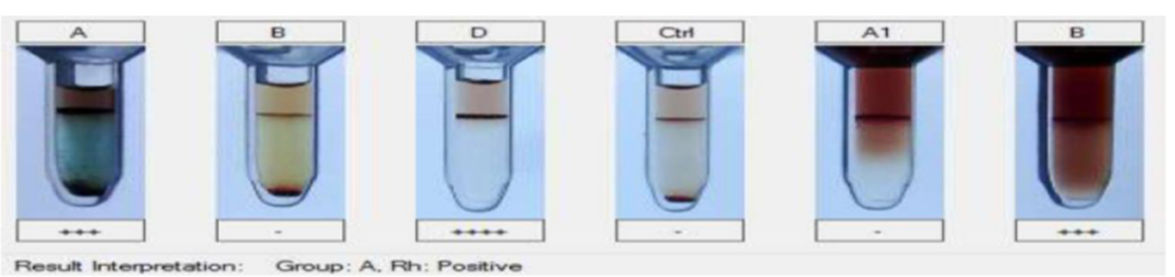 A B D Ctrl A1 B
+++ - ++++ - - +++
Result Interpretation: Group: A, Rh: Positive